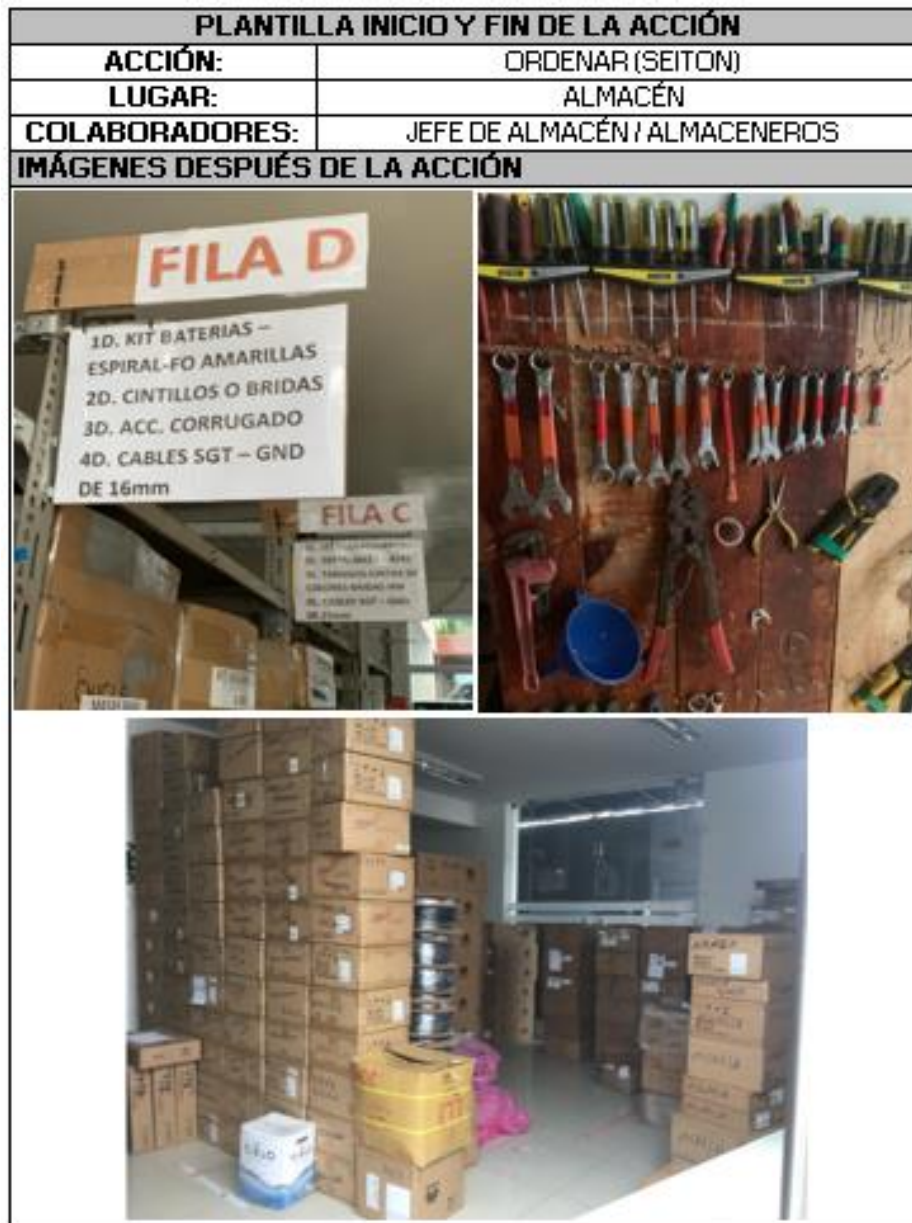 PLANTILLA INICIO Y FIN DE LA ACCIÓN
ACCIÓN: ORDENAR (SEITON)
LUGAR: ALMACÉN
COLABORADORES: JEFE DE ALMACÉN / ALMACENEROS
IMÁGENES DESPUÉS DE LA ACCIÓN
FILA D
1D. KIT BATERIAS –
ESPIRAL-FO AMARILLAS
2D. CINTILLOS O BRIDAS
3D. ACC. CORRUGADO
4D. CABLES SGT – GND
DE 16mm
FILA C